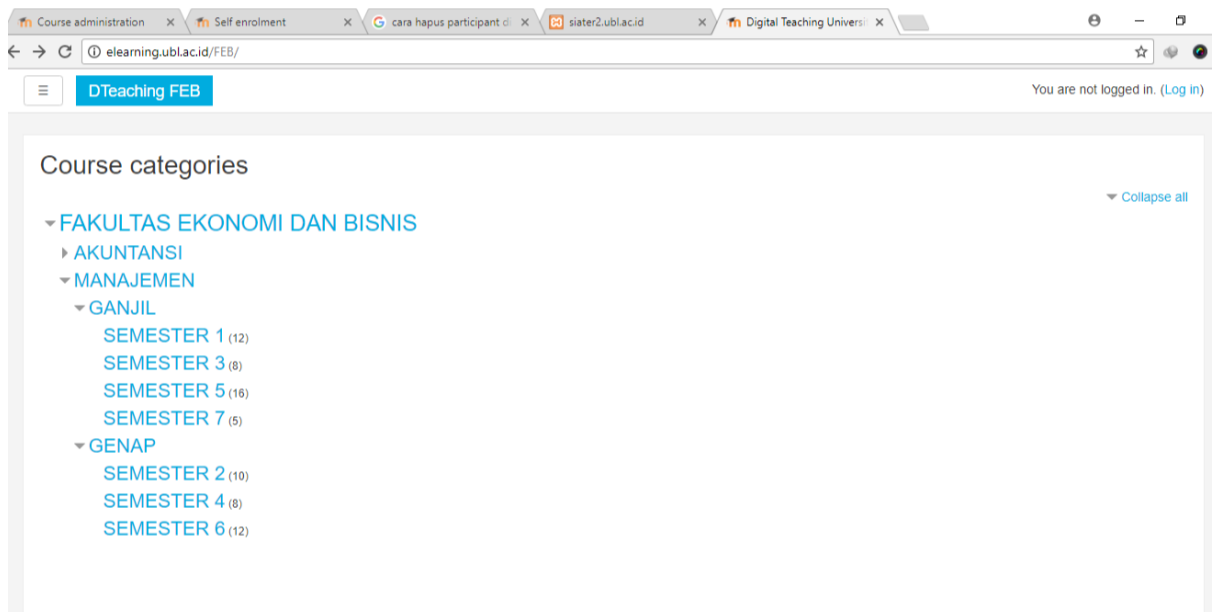 Course administration
Self enrolment
cara hapus participant di
siater2.ubl.ac.id
Digital Teaching Universi
elearning.ubl.ac.id/FEB/
DTeaching FEB
You are not logged in. (Log in)
Course categories
Collapse all
FAKULTAS EKONOMI DAN BISNIS
AKUNTANSI
MANAJEMEN
GANJIL
SEMESTER 1 (12)
SEMESTER 3 (8)
SEMESTER 5 (16)
SEMESTER 7 (5)
GENAP
SEMESTER 2 (10)
SEMESTER 4 (8)
SEMESTER 6 (12)